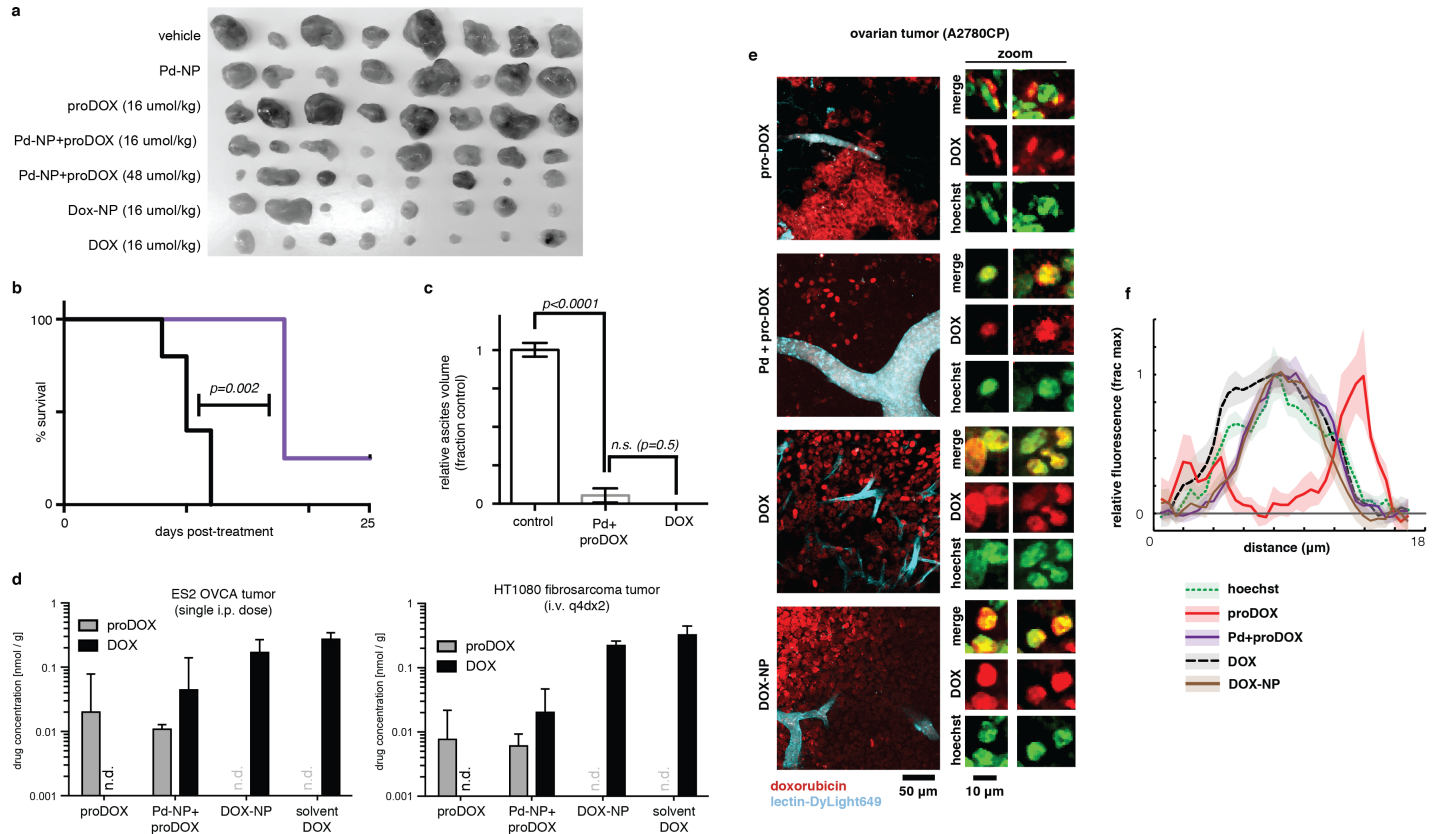 a
vehicle
Pd-NP
proDOX (16 umol/kg)
Pd-NP+proDOX (16 umol/kg)
Pd-NP+proDOX (48 umol/kg)
Dox-NP (16 umol/kg)
DOX (16 umol/kg)
b
100
% survival
p=0.002
0
0
25
days post-treatment
c
p<0.0001
1
relative ascites volume
(fraction control)
n.s. (p=0.5)
0
control
Pd+
proDOX
DOX
d
ES2 OVCA tumor
(single i.p. dose)
proDOX
DOX
drug concentration [nmol / g]
1
0.1
0.01
0.001
n.d.
n.d.
n.d.
proDOX
Pd-NP+
proDOX
DOX-NP
solvent
DOX
HT1080 fibrosarcoma tumor
(i.v. q4dx2)
proDOX
DOX
drug concentration [nmol / g]
1
0.1
0.01
0.001
n.d.
n.d.
n.d.
proDOX
Pd-NP+
proDOX
DOX-NP
solvent
DOX
ovarian tumor (A2780CP)
e
zoom
pro-DOX
merge
DOX
hoechst
Pd + pro-DOX
merge
DOX
hoechst
DOX
merge
DOX
hoechst
DOX-NP
merge
DOX
hoechst
doxorubicin
lectin-DyLight649
50 µm
10 µm
f
relative fluorescence (frac max)
1
0
0
18
distance (µm)
hoechst
proDOX
Pd+proDOX
DOX
DOX-NP